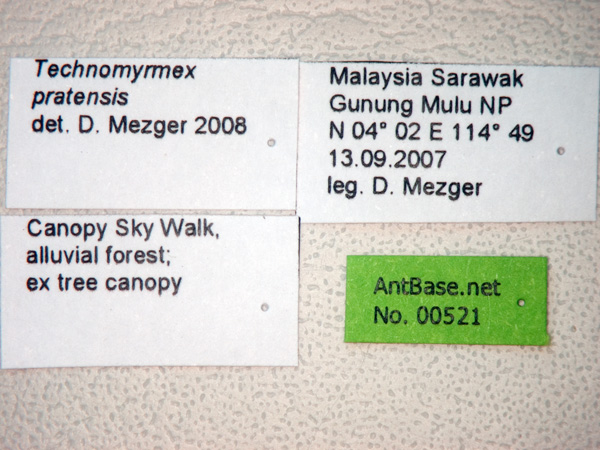 Technomyrmex
pratensis
det. D. Mezger 2008
Malaysia Sarawak
Gunung Mulu NP
N 04° 02 E 114° 49
13.09.2007
leg. D. Mezger
Canopy Sky Walk,
alluvial forest;
ex tree canopy
AntBase.net
No. 00521